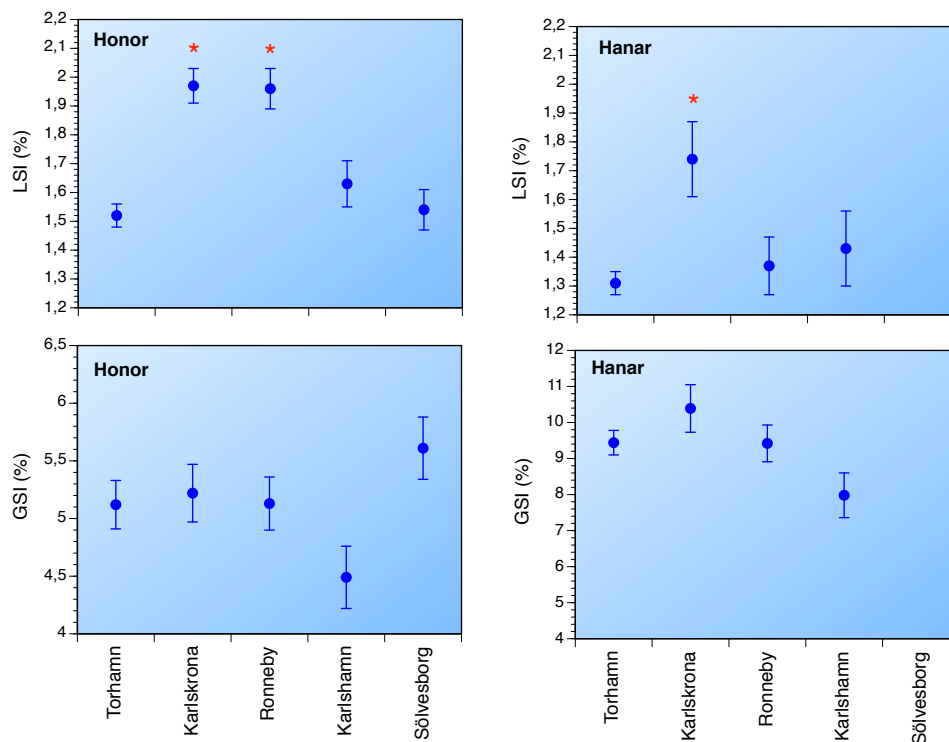 Honor
LSI (%)
2,2
2,1
2
1,9
1,8
1,7
1,6
1,5
1,4
1,3
1,2
*
*
Hanar
LSI (%)
2,2
2,1
2
1,9
1,8
1,7
1,6
1,5
1,4
1,3
1,2
*
Honor
GSI (%)
6,5
6
5,5
5
4,5
4
Torhamn
Karlskrona
Ronneby
Karlshamn
Sölvesborg
Hanar
GSI (%)
12
11
10
9
8
7
6
5
4
Torhamn
Karlskrona
Ronneby
Karlshamn
Sölvesborg